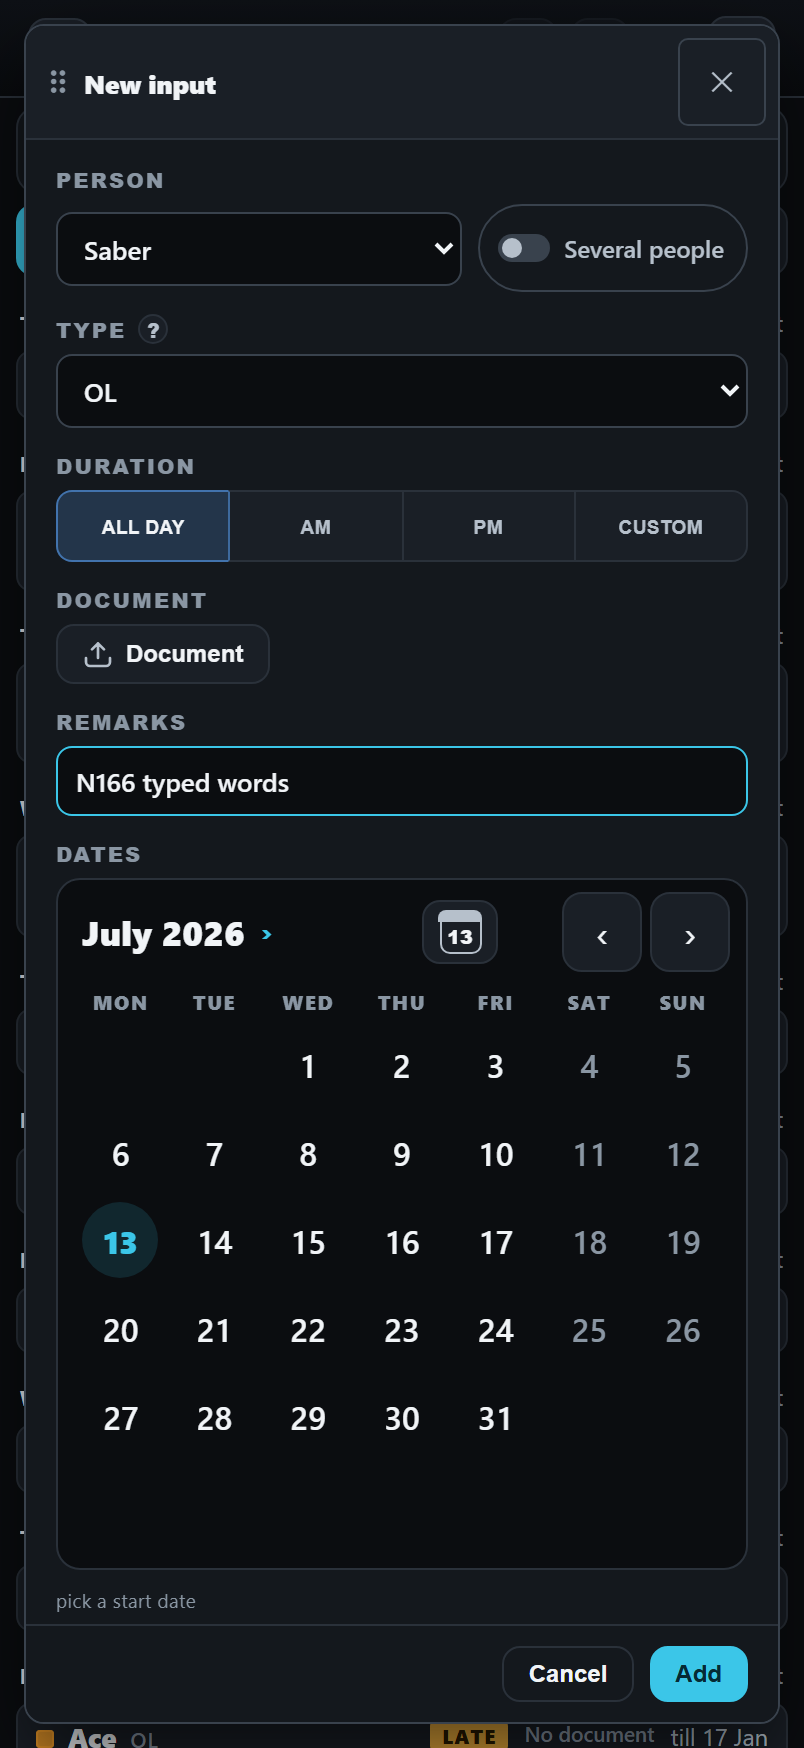 New input
PERSON
Saber
Several people
TYPE ?
OL
DURATION
ALL DAY AM PM CUSTOM
DOCUMENT
Document
REMARKS
N166 typed words
DATES
July 2026 › 13 ‹ ›
MON TUE WED THU FRI SAT SUN
1 2 3 4 5
6 7 8 9 10 11 12
13 14 15 16 17 18 19
20 21 22 23 24 25 26
27 28 29 30 31
pick a start date
Cancel Add
Ace OL LATE No document till 17 Jan